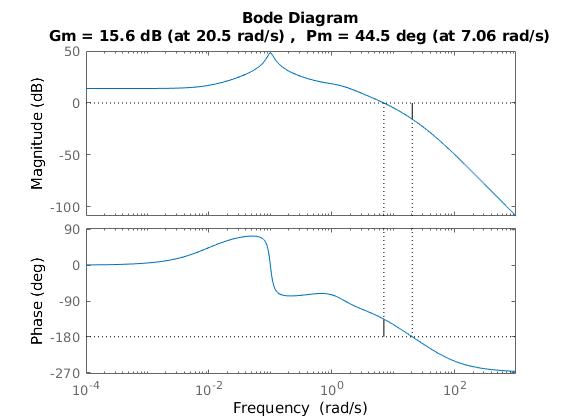 Bode Diagram
Gm = 15.6 dB (at 20.5 rad/s) ,  Pm = 44.5 deg (at 7.06 rad/s)
50
0
-50
-100
Magnitude (dB)
90
0
-90
-180
-270
Phase (deg)
10^-4
10^-2
10^0
10^2
Frequency  (rad/s)